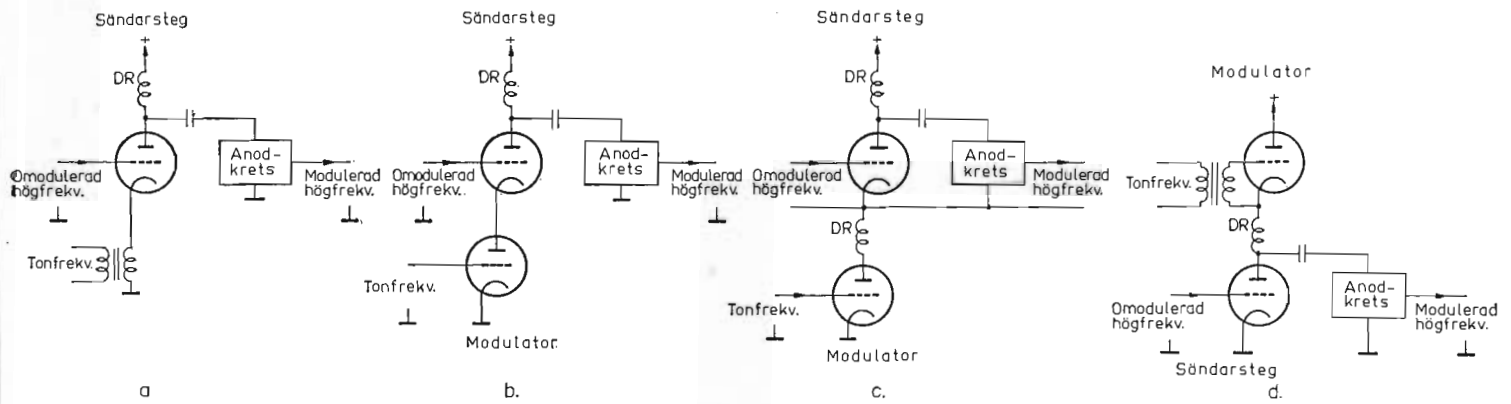 Sändarsteg
+
DR
Anod-
krets
Omodulerad
högfrekv.
Modulerad
högfrekv.
Tonfrekv.
a
Sändarsteg
+
DR
Anod-
krets
Omodulerad
högfrekv.
Modulerad
högfrekv.
Tonfrekv.
Modulator
b.
Sändarsteg
+
DR
Anod-
krets
Omodulerad
högfrekv.
Modulerad
högfrekv.
DR
Tonfrekv.
Modulator
c.
Modulator
+
Tonfrekv.
DR
Anod-
krets
Omodulerad
högfrekv.
Modulerad
högfrekv.
Sändarsteg
d.